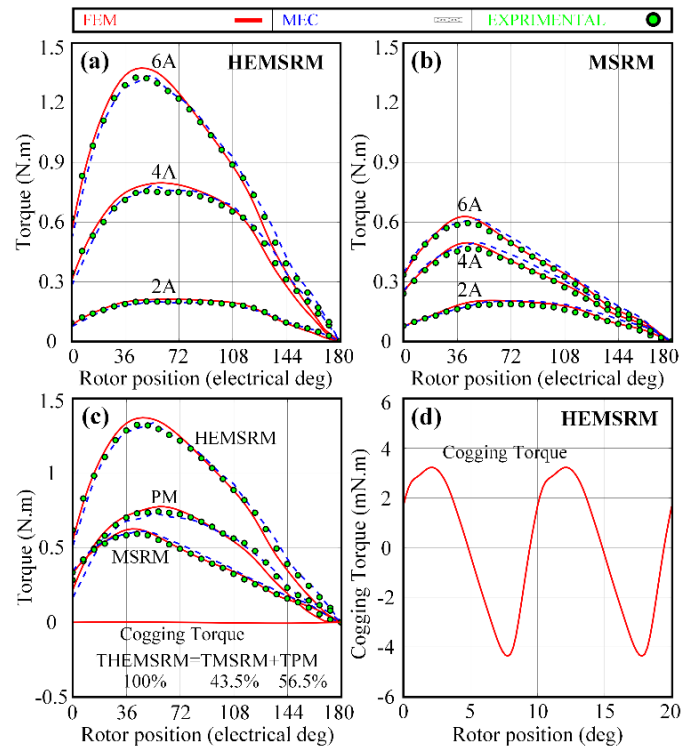 FEM MEC EXPRIMENTAL
(a) 6A HEMSRM
4A
2A
Torque (N.m)
1.5
1.2
0.9
0.6
0.3
0
0 36 72 108 144 180
Rotor position (electrical deg)
(b) MSRM
6A
4A
2A
Torque (N.m)
1.5
1.2
0.9
0.6
0.3
0
0 36 72 108 144 180
Rotor position (electrical deg)
(c)
HEMSRM
PM
MSRM
Cogging Torque
THEMSRM=TMSRM+TPM
100% 43.5% 56.5%
Torque (N.m)
1.5
1
0.5
0
-0.5
0 36 72 108 144 180
Rotor position (electrical deg)
(d) HEMSRM
Cogging Torque
Cogging Torque (mN.m)
6
4
2
0
-2
-4
-6
0 5 10 15 20
Rotor position (deg)